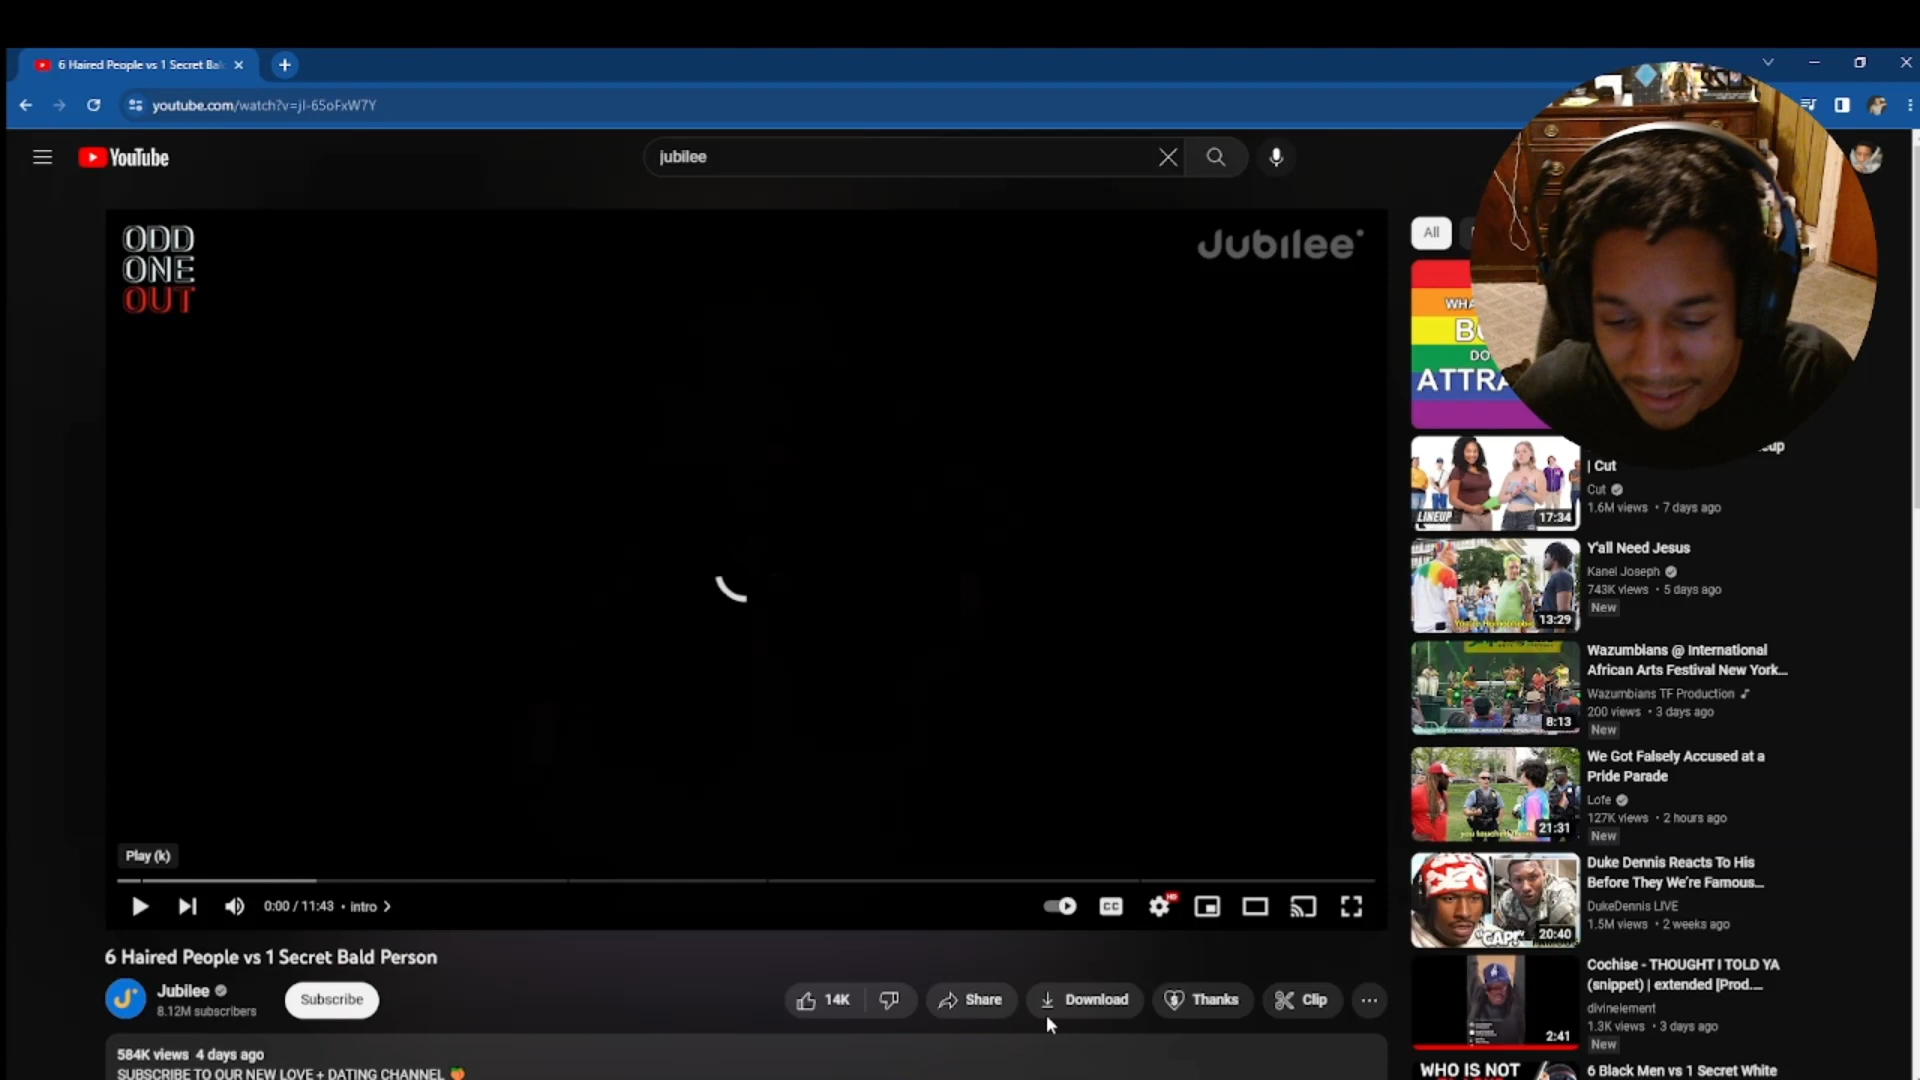 6 Haired People vs 1 Secret Bal
youtube.com/watch?v=jI-65oFxW7Y
YouTube
jubilee
ODD
ONE
OUT
Jubilee
All
WHA
BU
DO
ATTRA
LINEUP
17:34
eup
| Cut
Cut
1.6M views • 7 days ago
13:29
Y'all Need Jesus
Kanel Joseph
743K views • 5 days ago
New
8:13
Wazumbians @ International
African Arts Festival New York...
Wazumbians TF Production
200 views • 3 days ago
New
21:31
We Got Falsely Accused at a
Pride Parade
Lofe
127K views • 2 hours ago
New
"CAP!"
20:40
Duke Dennis Reacts To His
Before They We're Famous...
DukeDennis LIVE
1.5M views • 2 weeks ago
2:41
Cochise - THOUGHT I TOLD YA
(snippet) | extended [Prod....
divinelement
1.3K views • 3 days ago
New
WHO IS NOT
6 Black Men vs 1 Secret White
Play (k)
0:00 / 11:43 • intro
CC
HD
6 Haired People vs 1 Secret Bald Person
Jubilee
8.12M subscribers
Subscribe
14K
Share
Download
Thanks
Clip
584K views 4 days ago
SUBSCRIBE TO OUR NEW LOVE + DATING CHANNEL